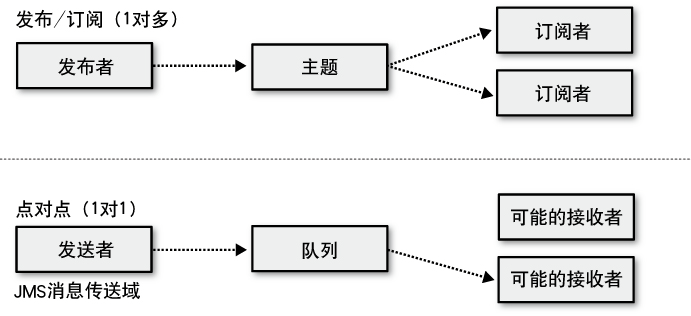 发布/订阅（1对多）
发布者
主题
订阅者
订阅者
点对点（1对1）
发送者
队列
可能的接收者
可能的接收者
JMS消息传送域